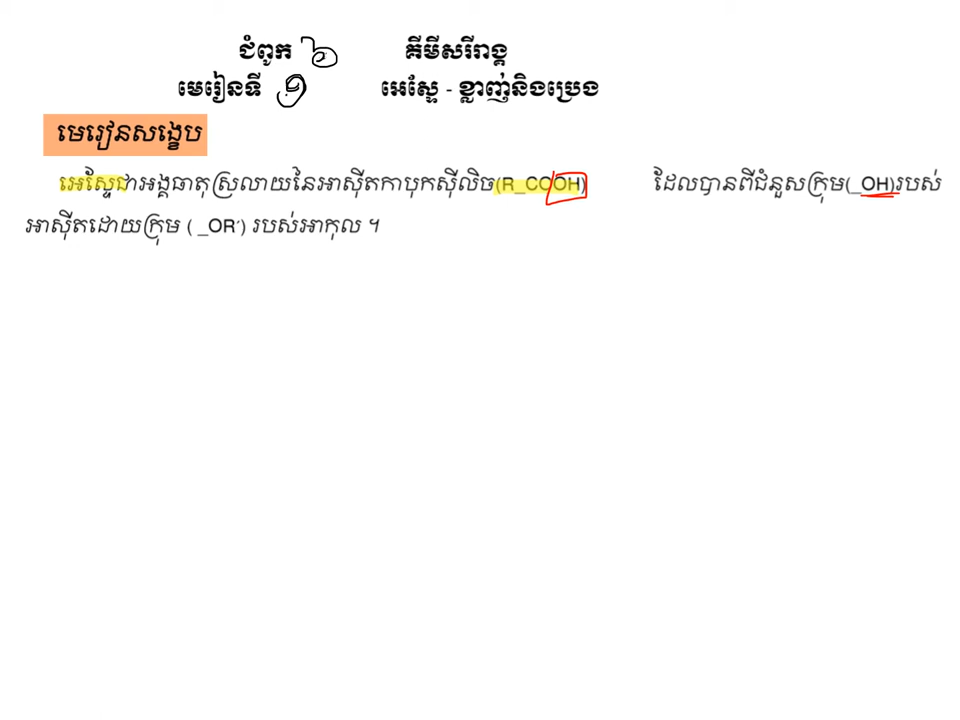 ជំពូក ៦ គីមីសរីរាង្គ
មេរៀនទី ១ អេស្ទែ - ខ្លាញ់និងប្រេង
មេរៀនសង្ខេប
អេស្ទែជាអង្គធាតុស្រលាយនៃអាស៊ីតកាបុកស៊ីលិច(R_COOH) ដែលបានពីជំនួសក្រុម(_OH)របស់
អាស៊ីតដោយក្រុម ( _OR′) របស់អាកុល ។